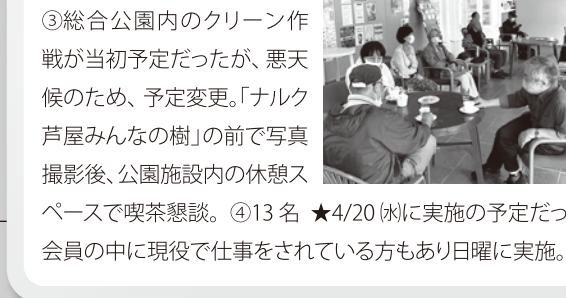 ③総合公園内のクリーン作
戦が当初予定だったが、悪天
候のため、予定変更。「ナルク
芦屋みんなの樹」の前で写真
撮影後、公園施設内の休憩ス
ペースで喫茶懇談。④13名 ★4/20㈬に実施の予定だっ
会員の中に現役で仕事をされている方もあり日曜に実施。